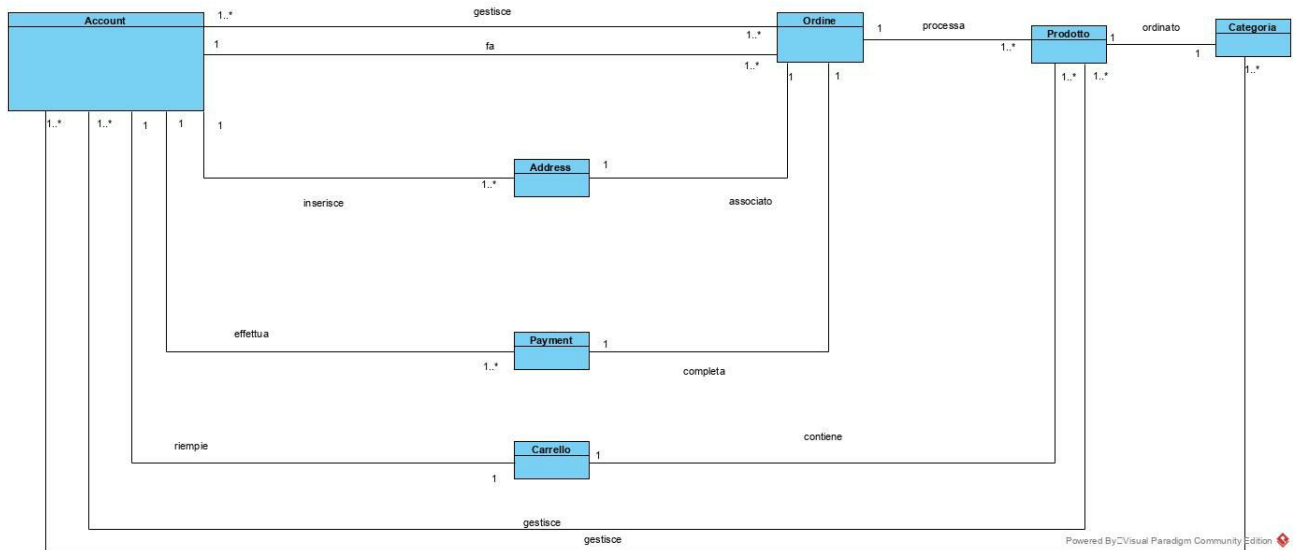 Account
1..*
gestisce
1..*
Ordine
1
processa
1..*
Prodotto
1
ordinato
1
Categoria
1
fa
1..*
1..*
1..*
1
1
1
1
1
1..*
1..*
1..*
Address
1
1..*
inserisce
associato
effettua
Payment
1
1..*
completa
riempie
Carrello
1
contiene
1
gestisce
gestisce
Powered By Visual Paradigm Community Edition